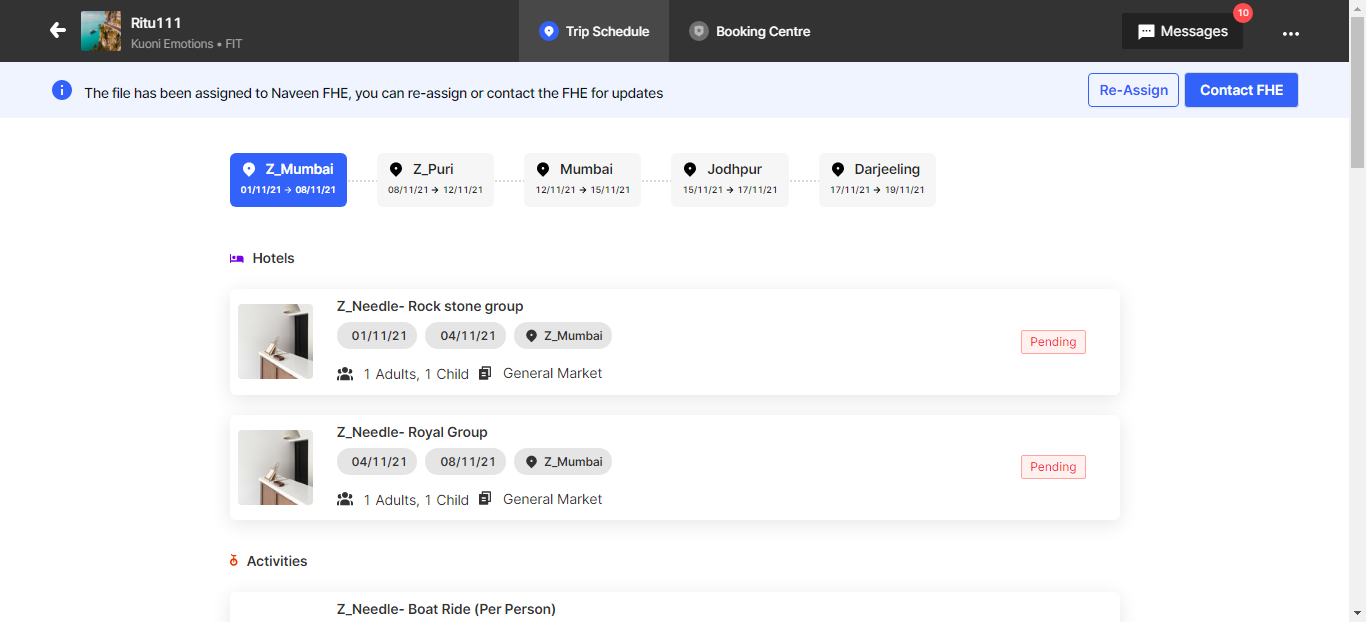 Ritu111
Kuoni Emotions • FIT
Trip Schedule
Booking Centre
Messages
10
The file has been assigned to Naveen FHE, you can re-assign or contact the FHE for updates
Re-Assign
Contact FHE
Z_Mumbai
01/11/21 → 08/11/21
Z_Puri
08/11/21 → 12/11/21
Mumbai
12/11/21 → 15/11/21
Jodhpur
15/11/21 → 17/11/21
Darjeeling
17/11/21 → 19/11/21
Hotels
Z_Needle- Rock stone group
01/11/21 04/11/21 Z_Mumbai
1 Adults, 1 Child General Market
Pending
Z_Needle- Royal Group
04/11/21 08/11/21 Z_Mumbai
1 Adults, 1 Child General Market
Pending
Activities
Z_Needle- Boat Ride (Per Person)